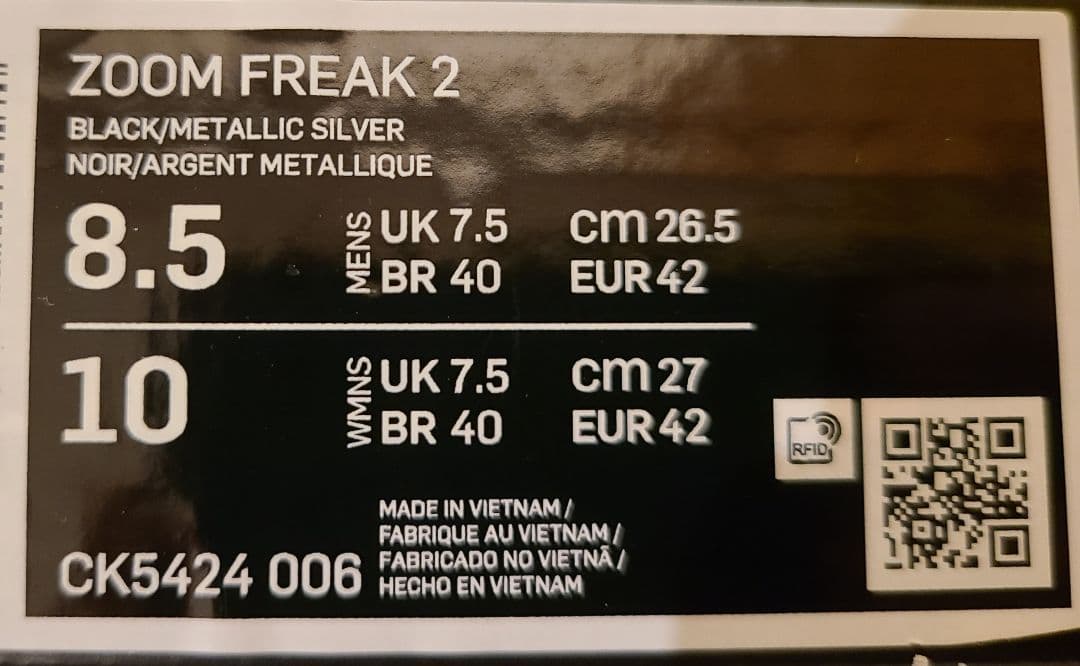 ZOOM FREAK 2
BLACK/METALLIC SILVER
NOIR/ARGENT METALLIQUE
8.5 MENS UK 7.5 cm 26.5
BR 40 EUR 42
10 WMNS UK 7.5 cm 27
BR 40 EUR 42
RFID
MADE IN VIETNAM /
FABRIQUE AU VIETNAM /
FABRICADO NO VIETNÃ /
HECHO EN VIETNAM
CK5424 006